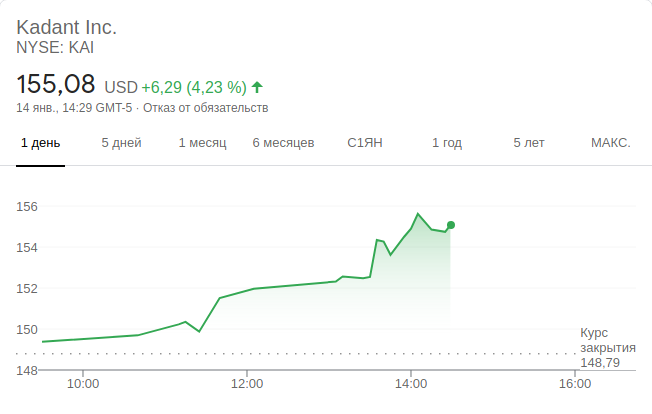 Kadant Inc.
NYSE: KAI
155,08 USD +6,29 (4,23 %)
14 янв., 14:29 GMT-5 · Отказ от обязательств
1 день 5 дней 1 месяц 6 месяцев С1ЯН 1 год 5 лет МАКС.
156
154
152
150
Курс
закрытия
148,79
148
10:00 12:00 14:00 16:00